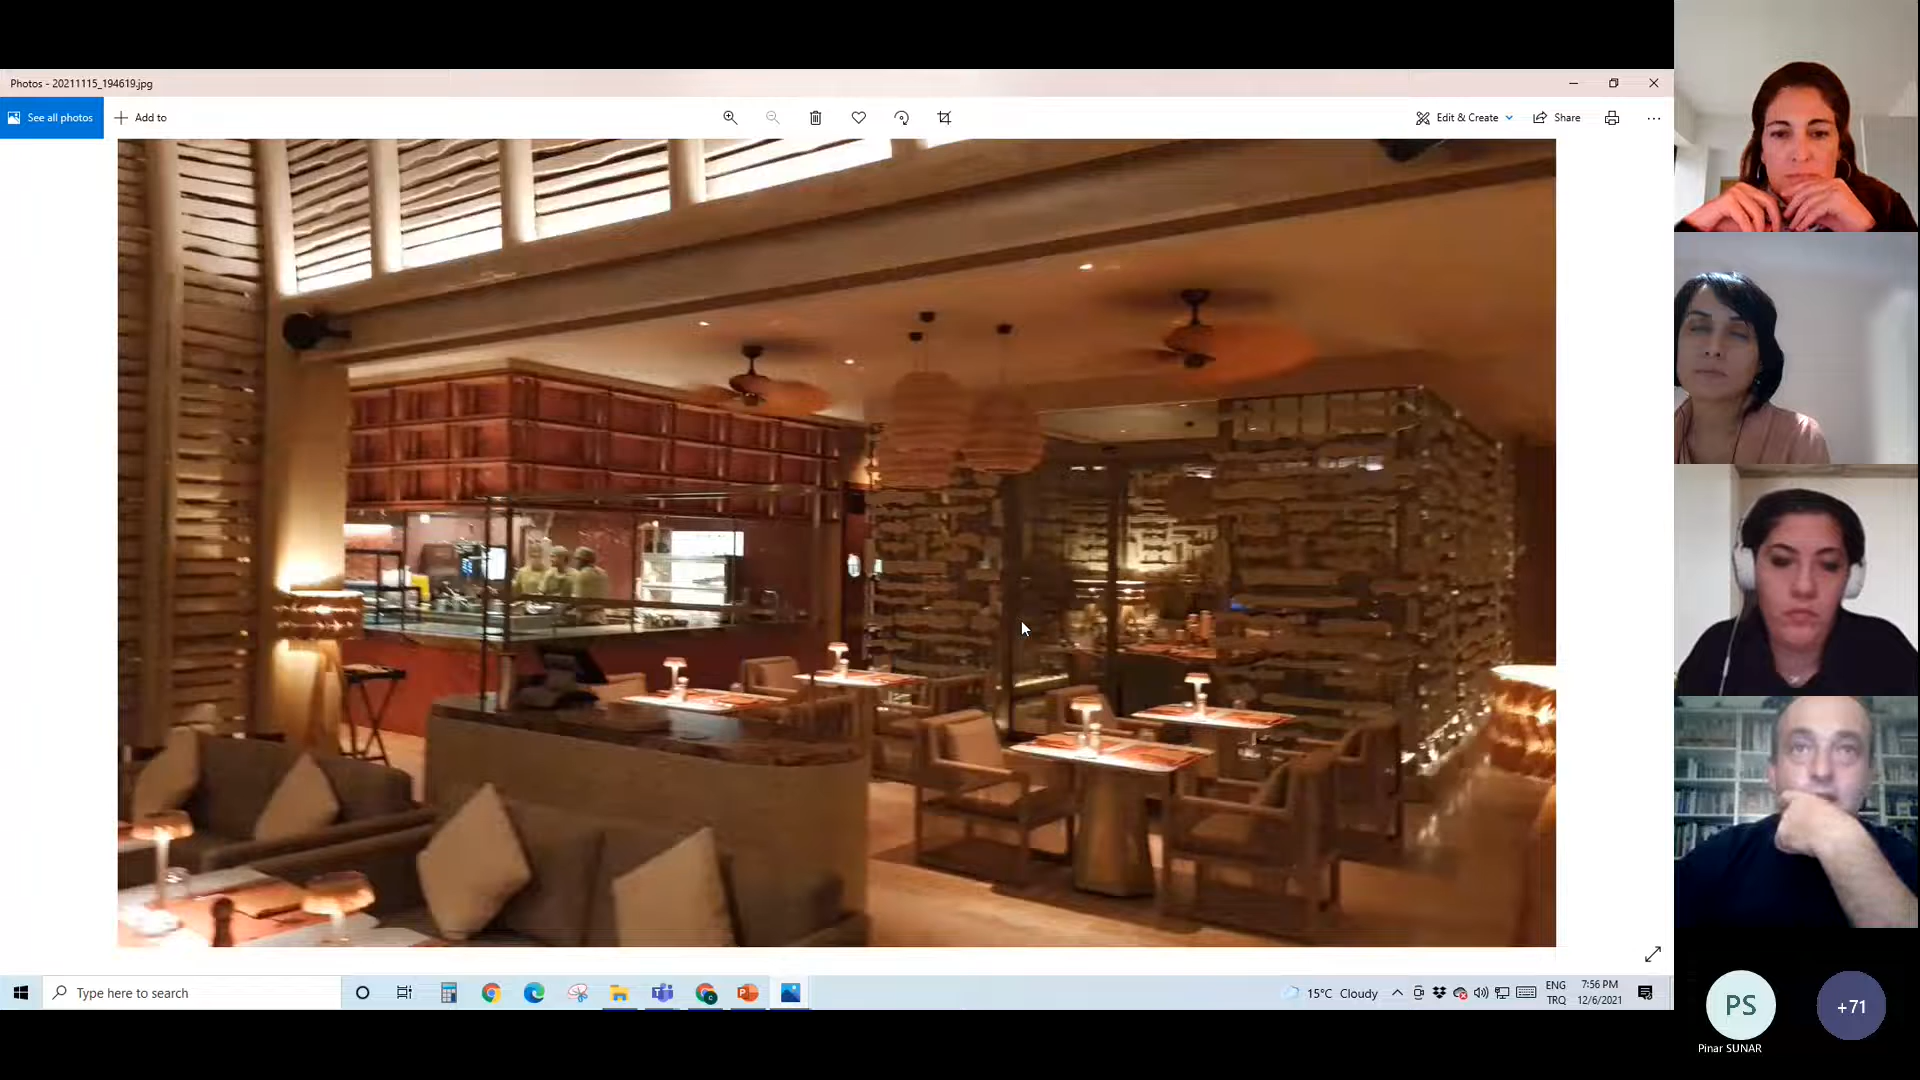 Photos - 20211115_194619.jpg
See all photos
Add to
Edit & Create
Share
Type here to search
15°C Cloudy
ENG
TRQ
7:56 PM
12/6/2021
PS
+71
Pinar SUNAR